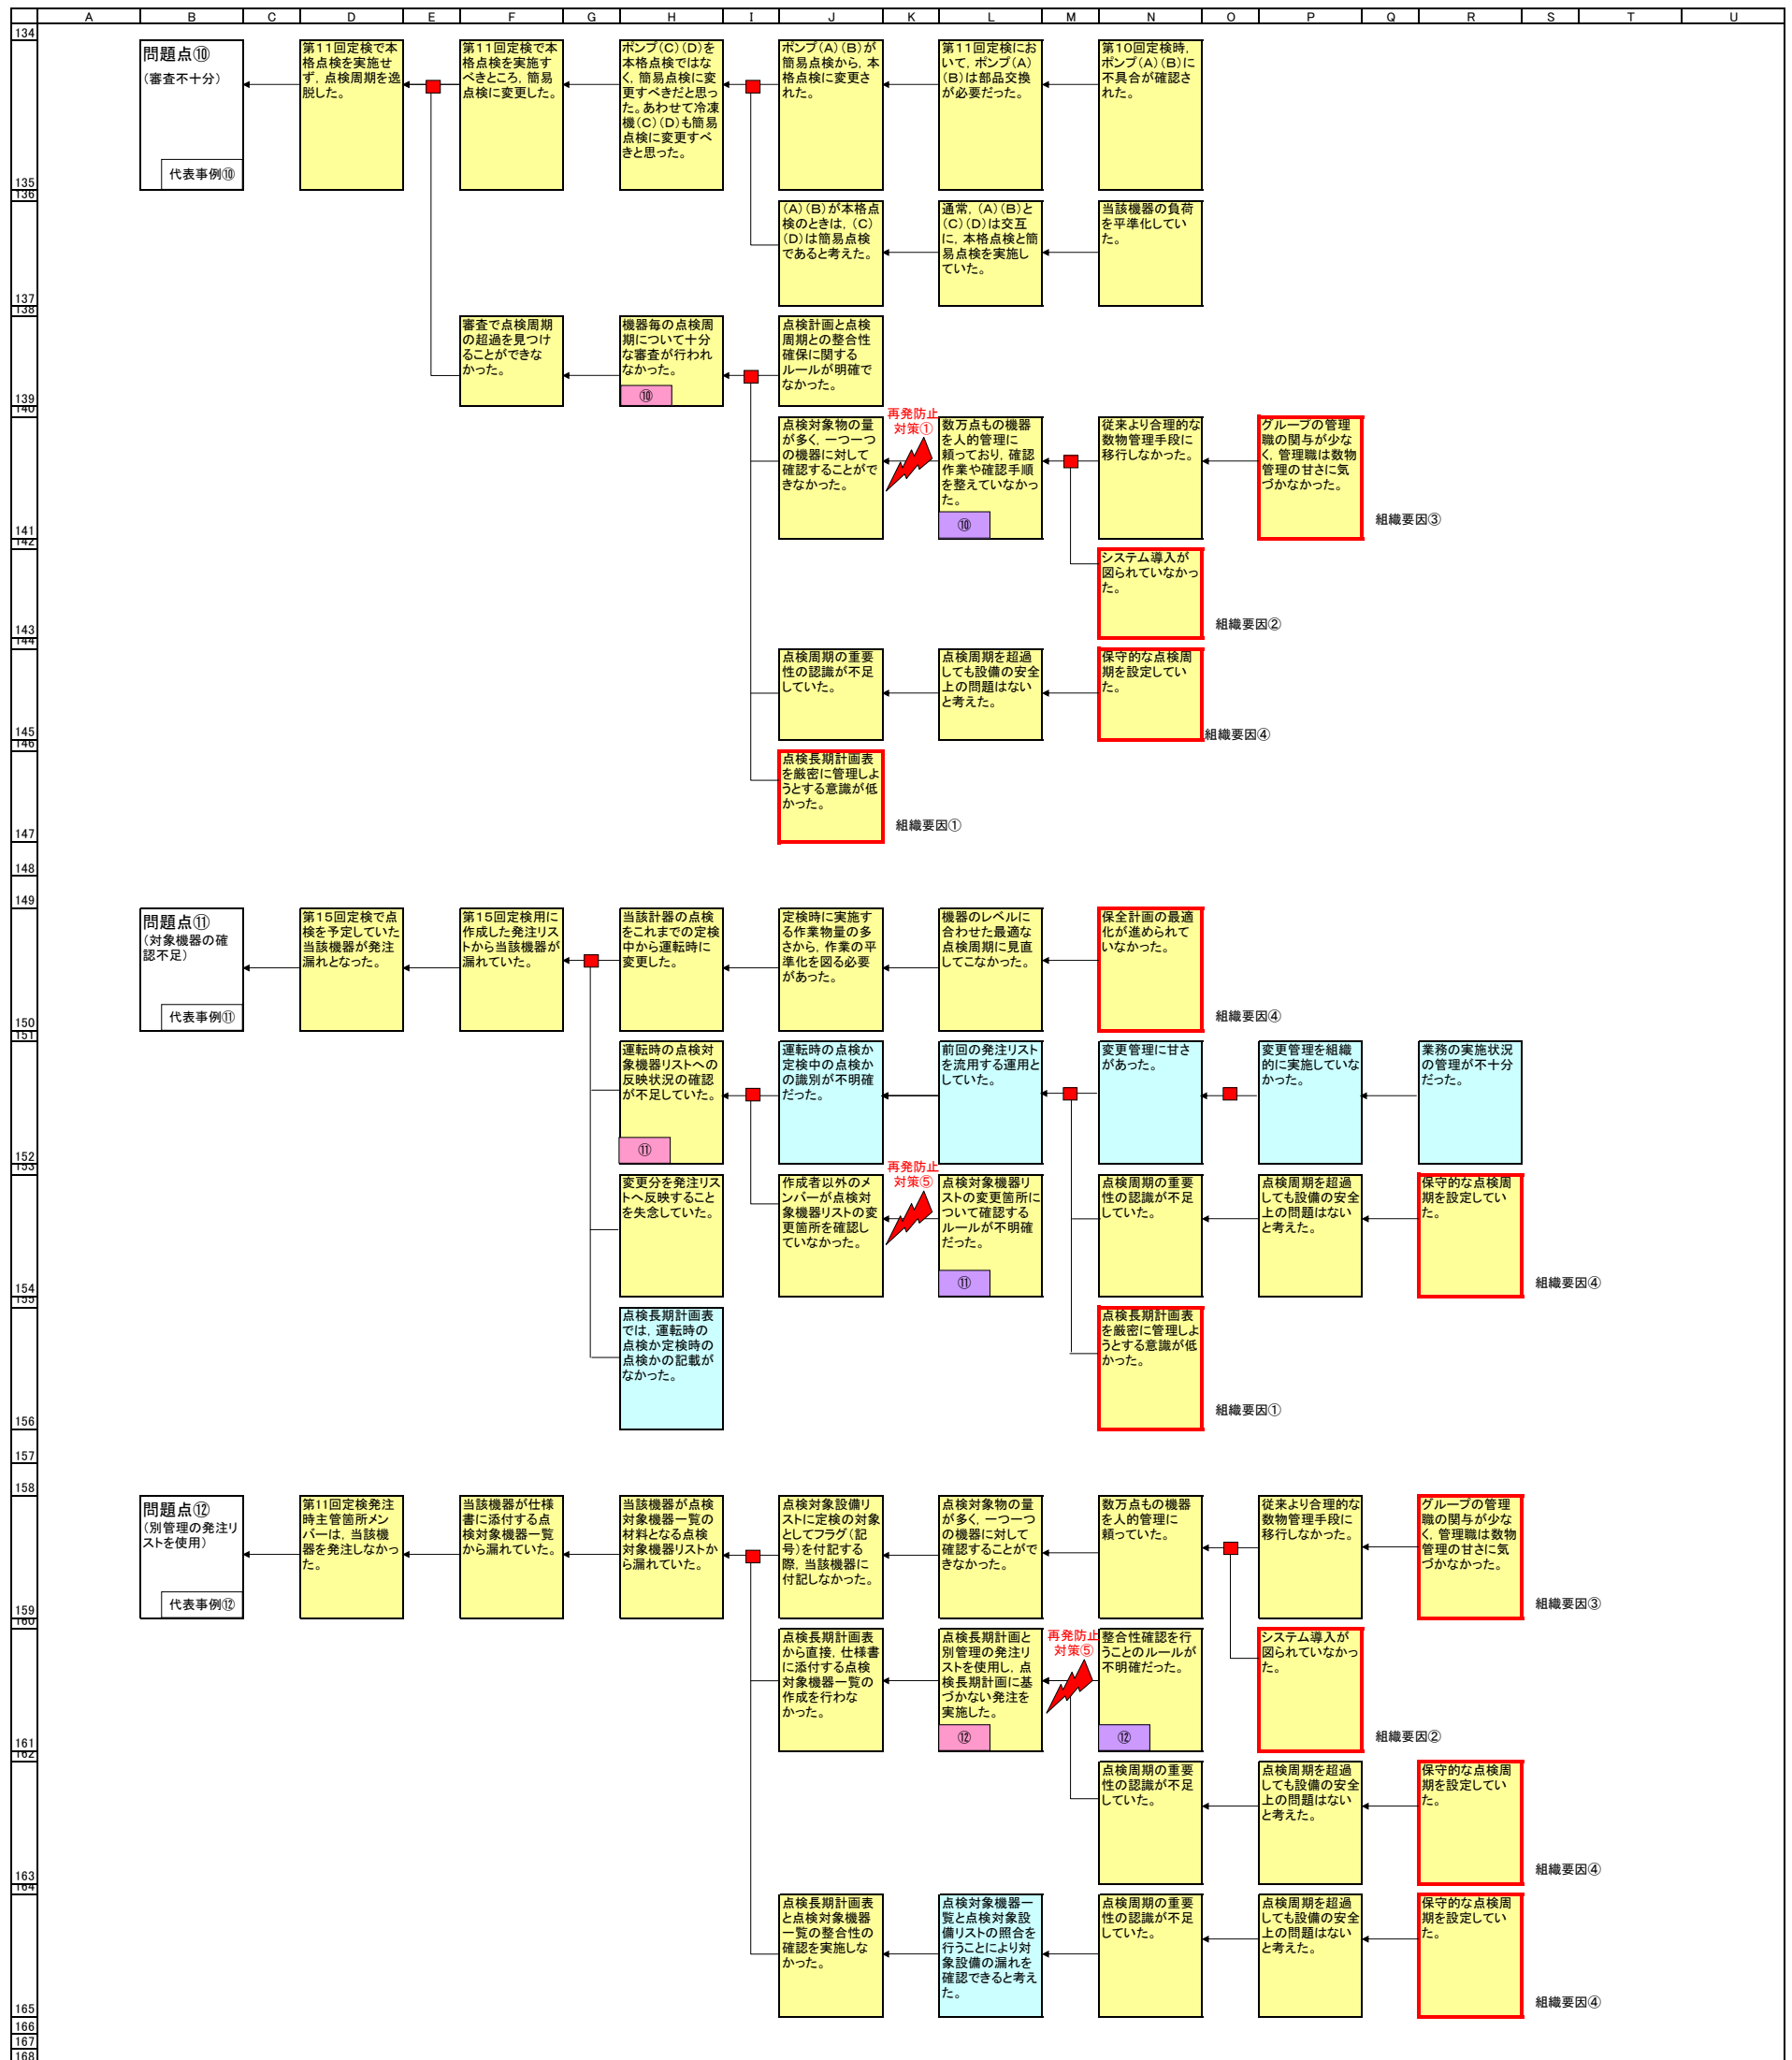 A B C D E F G H I J K L M N O P Q R S T U
134
問題点⑩
(審査不十分)
代表事例⑩
第11回定検で本
格点検を実施せ
ず，点検周期を逸
脱した。
第11回定検で本
格点検を実施す
べきところ，簡易
点検に変更した。
ポンプ(C)(D)を
本格点検ではな
く，簡易点検に変
更すべきだと思っ
た。あわせて冷凍
機(C)(D)も簡易
点検に変更すべ
きと思った。
ポンプ(A)(B)が
簡易点検から，本
格点検に変更さ
れた。
第11回定検にお
いて，ポンプ(A)
(B)は部品交換
が必要だった。
第10回定検時，
ポンプ(A)(B)に
不具合が確認さ
れた。
135
136
(A)(B)が本格点
検のときは，(C)
(D)は簡易点検
であると考えた。
通常，(A)(B)と
(C)(D)は交互
に，本格点検と簡
易点検を実施し
ていた。
当該機器の負荷
を平準化してい
た。
137
138
審査で点検周期
の超過を見つけ
ることができな
かった。
機器毎の点検周
期について十分
な審査が行われ
なかった。
⑩
点検計画と点検
周期との整合性
確保に関する
ルールが明確で
なかった。
139
140
点検対象物の量
が多く，一つ一つ
の機器に対して
確認することがで
きなかった。
再発防止
対策①
数万点もの機器
を人的管理に
頼っており，確認
作業や確認手順
を整えていなかっ
た。
⑩
従来より合理的な
数物管理手段に
移行しなかった。
グループの管理
職の関与が少な
く，管理職は数物
管理の甘さに気
づかなかった。
組織要因③
141
142
システム導入が
図られていなかっ
た。
組織要因②
143
144
点検周期の重要
性の認識が不足
していた。
点検周期を超過
しても設備の安全
上の問題はない
と考えた。
保守的な点検周
期を設定してい
た。
組織要因④
145
146
点検長期計画表
を厳密に管理しよ
うとする意識が低
かった。
組織要因①
147
148
149
問題点⑪
(対象機器の確
認不足)
代表事例⑪
第15回定検で点
検を予定していた
当該機器が発注
漏れとなった。
第15回定検用に
作成した発注リス
トから当該機器が
漏れていた。
当該計器の点検
をこれまでの定検
中から運転時に
変更した。
定検時に実施す
る作業物量の多
さから，作業の平
準化を図る必要
があった。
機器のレベルに
合わせた最適な
点検周期に見直
してこなかった。
保全計画の最適
化が進められて
いなかった。
組織要因④
150
151
運転時の点検対
象機器リストへの
反映状況の確認
が不足していた。
⑪
運転時の点検か
定検中の点検か
の識別が不明確
だった。
前回の発注リスト
を流用する運用と
していた。
変更管理に甘さ
があった。
変更管理を組織
的に実施していな
かった。
業務の実施状況
の管理が不十分
だった。
152
153
変更分を発注リス
トへ反映すること
を失念していた。
作成者以外のメ
ンバーが点検対
象機器リストの変
更箇所を確認し
ていなかった。
再発防止
対策⑤
点検対象機器リ
ストの変更箇所に
ついて確認する
ルールが不明確
だった。
⑪
点検周期の重要
性の認識が不足
していた。
点検周期を超過
しても設備の安全
上の問題はない
と考えた。
保守的な点検周
期を設定してい
た。
組織要因④
154
155
点検長期計画表
では，運転時の
点検か定検時の
点検かの記載が
なかった。
点検長期計画表
を厳密に管理しよ
うとする意識が低
かった。
組織要因①
156
157
158
問題点⑫
(別管理の発注リ
ストを使用)
代表事例⑫
第11回定検発注
時主管箇所メン
バーは，当該機
器を発注しなかっ
た。
当該機器が仕様
書に添付する点
検対象機器一覧
から漏れていた。
当該機器が点検
対象機器一覧の
材料となる点検
対象機器リストか
ら漏れていた。
点検対象設備リ
ストに定検の対象
としてフラグ(記
号)を付記する
際，当該機器に
付記しなかった。
点検対象物の量
が多く，一つ一つ
の機器に対して
確認することがで
きなかった。
数万点もの機器
を人的管理に
頼っていた。
従来より合理的な
数物管理手段に
移行しなかった。
グループの管理
職の関与が少な
く，管理職は数物
管理の甘さに気
づかなかった。
組織要因③
159
160
点検長期計画表
から直接，仕様書
に添付する点検
対象機器一覧の
作成を行わな
かった。
点検長期計画と
別管理の発注リ
ストを使用し，点
検長期計画に基
づかない発注を
実施した。
⑫
再発防止
対策⑤
整合性確認を行
うことのルールが
不明確だった。
⑫
システム導入が
図られていなかっ
た。
組織要因②
161
162
点検周期の重要
性の認識が不足
していた。
点検周期を超過
しても設備の安全
上の問題はない
と考えた。
保守的な点検周
期を設定してい
た。
組織要因④
163
164
点検長期計画表
と点検対象機器
一覧の整合性の
確認を実施しな
かった。
点検対象機器一
覧と点検対象設
備リストの照合を
行うことにより対
象設備の漏れを
確認できると考え
た。
点検周期の重要
性の認識が不足
していた。
点検周期を超過
しても設備の安全
上の問題はない
と考えた。
保守的な点検周
期を設定してい
た。
組織要因④
165
166
167
168